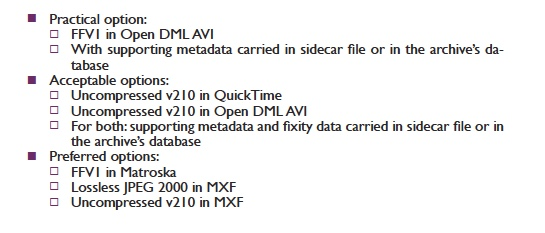 ■ Practical option:
□ FFV1 in Open DML AVI
□ With supporting metadata carried in sidecar file or in the archive's da-
tabase
■ Acceptable options:
□ Uncompressed v210 in QuickTime
□ Uncompressed v210 in Open DML AVI
□ For both: supporting metadata and fixity data carried in sidecar file or in
the archive's database
■ Preferred options:
□ FFV1 in Matroska
□ Lossless JPEG 2000 in MXF
□ Uncompressed v210 in MXF